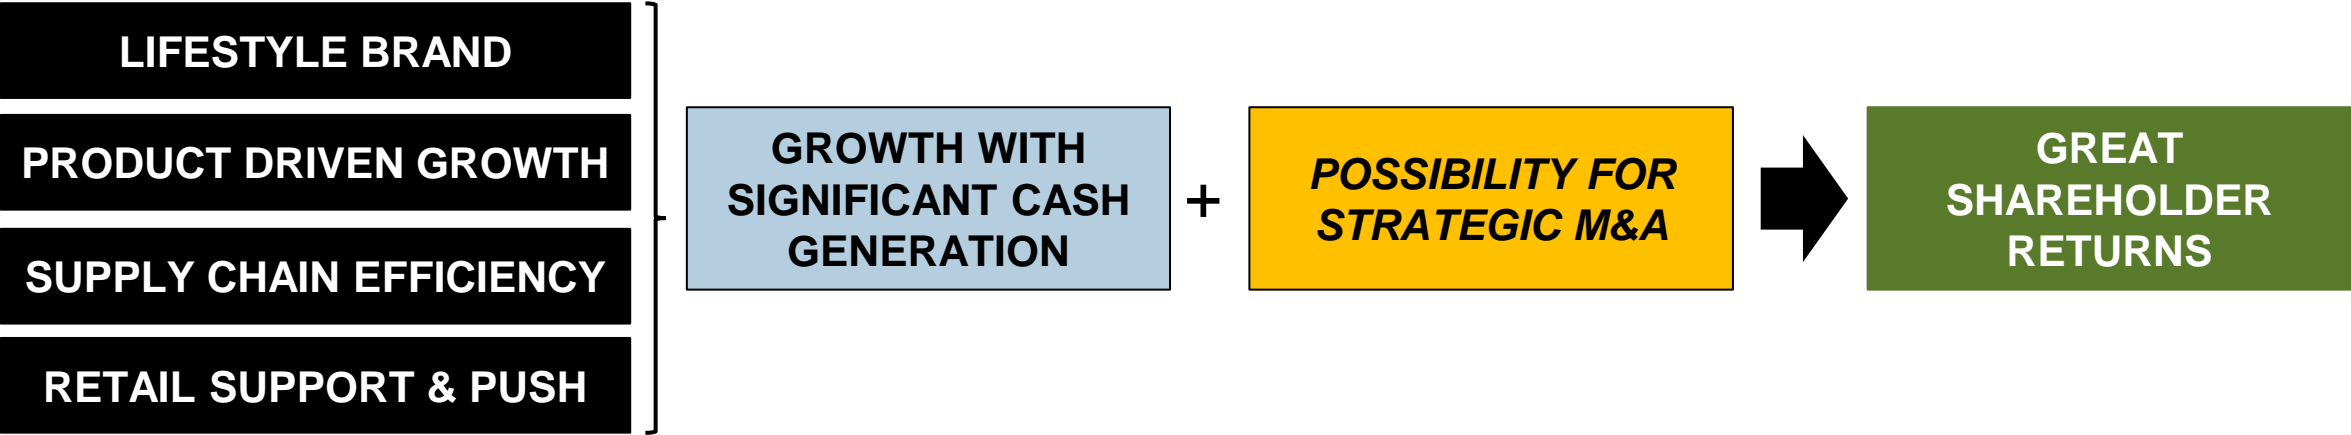 LIFESTYLE BRAND
PRODUCT DRIVEN GROWTH
SUPPLY CHAIN EFFICIENCY
RETAIL SUPPORT & PUSH
GROWTH WITH
SIGNIFICANT CASH
GENERATION
+
POSSIBILITY FOR
STRATEGIC M&A
GREAT
SHAREHOLDER
RETURNS